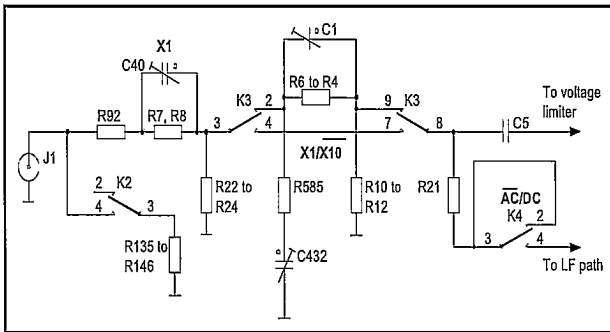 C1
X1
C40
R6 to R4
To voltage
limiter
K3
2
9
K3
R92
R7, R8
3
4
7
8
C5
X1/X10
J1
2
K2
4
3
R22 to
R24
R585
R10 to
R12
R21
AC/DC
K4
2
3
4
To LF path
R135 to
R146
C432